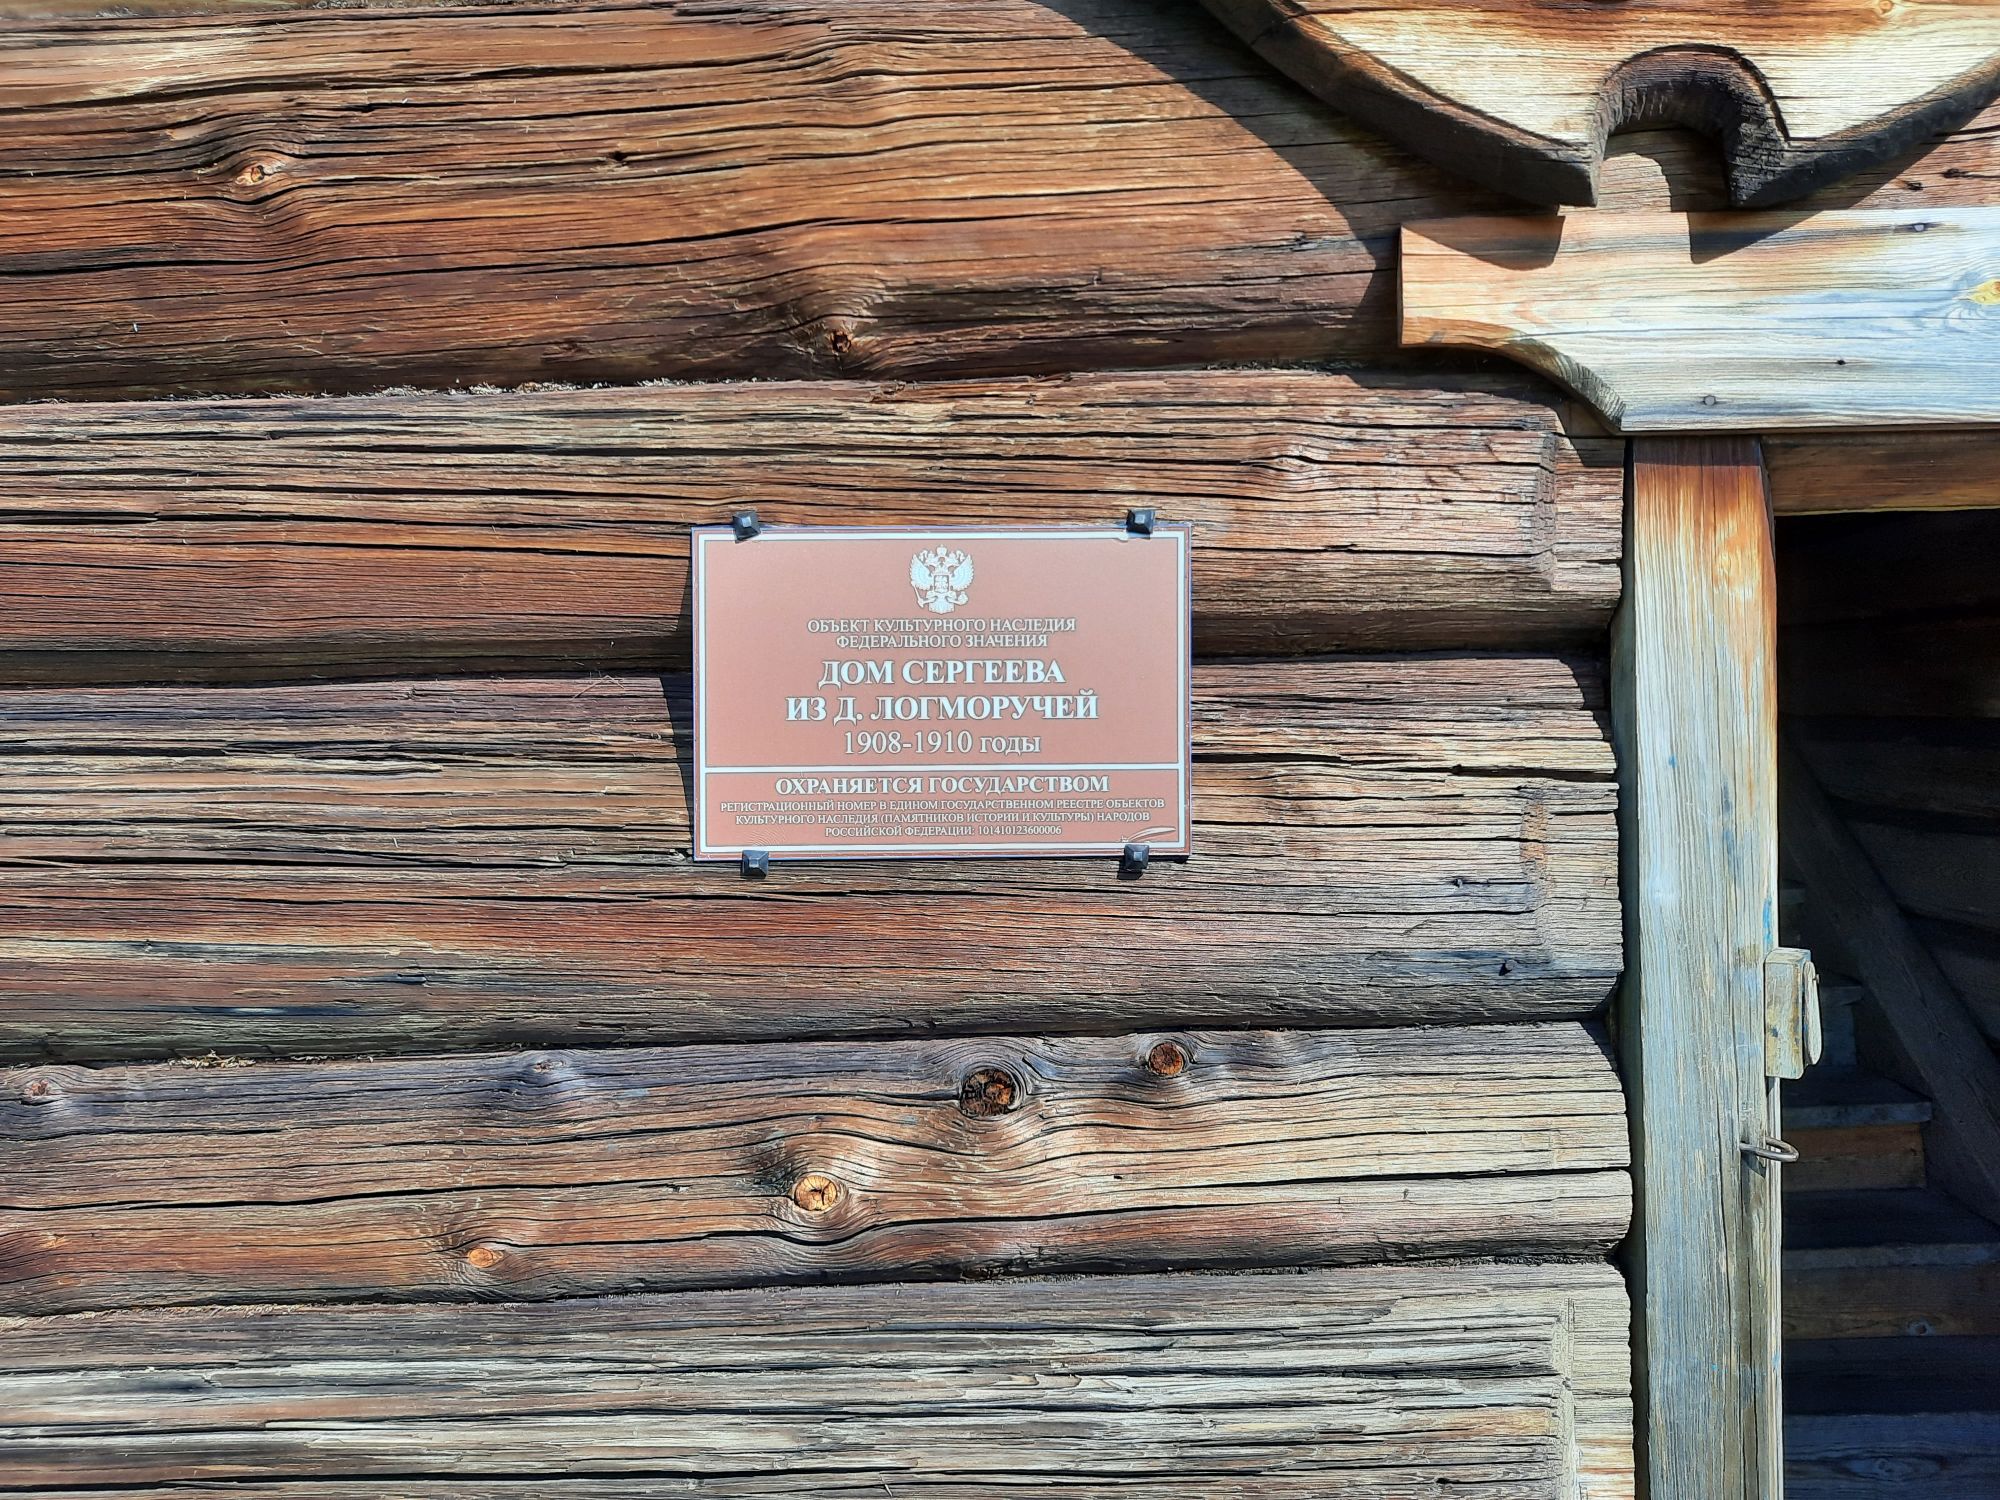 ОБЪЕКТ КУЛЬТУРНОГО НАСЛЕДИЯ
ФЕДЕРАЛЬНОГО ЗНАЧЕНИЯ
ДОМ СЕРГЕЕВА
ИЗ Д. ЛОГМОРУЧЕЙ
1908-1910 годы
ОХРАНЯЕТСЯ ГОСУДАРСТВОМ
РЕГИСТРАЦИОННЫЙ НОМЕР В ЕДИНОМ ГОСУДАРСТВЕННОМ РЕЕСТРЕ ОБЪЕКТОВ
КУЛЬТУРНОГО НАСЛЕДИЯ (ПАМЯТНИКОВ ИСТОРИИ И КУЛЬТУРЫ) НАРОДОВ
РОССИЙСКОЙ ФЕДЕРАЦИИ: 101410123600006